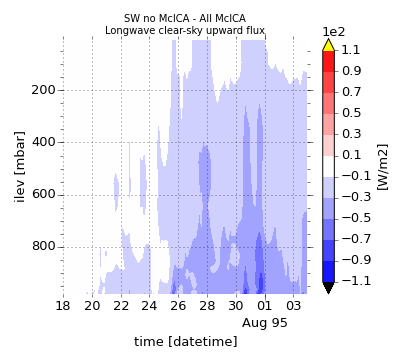 SW no McICA - All McICA
Longwave clear-sky upward flux
1e2
1.1
0.9
0.7
0.5
0.3
0.1
−0.1
−0.3
−0.5
−0.7
−0.9
−1.1
[W/m2]
ilev [mbar]
200
400
600
800
18 20 22 24 26 28 30 01 03
Aug 95
time [datetime]